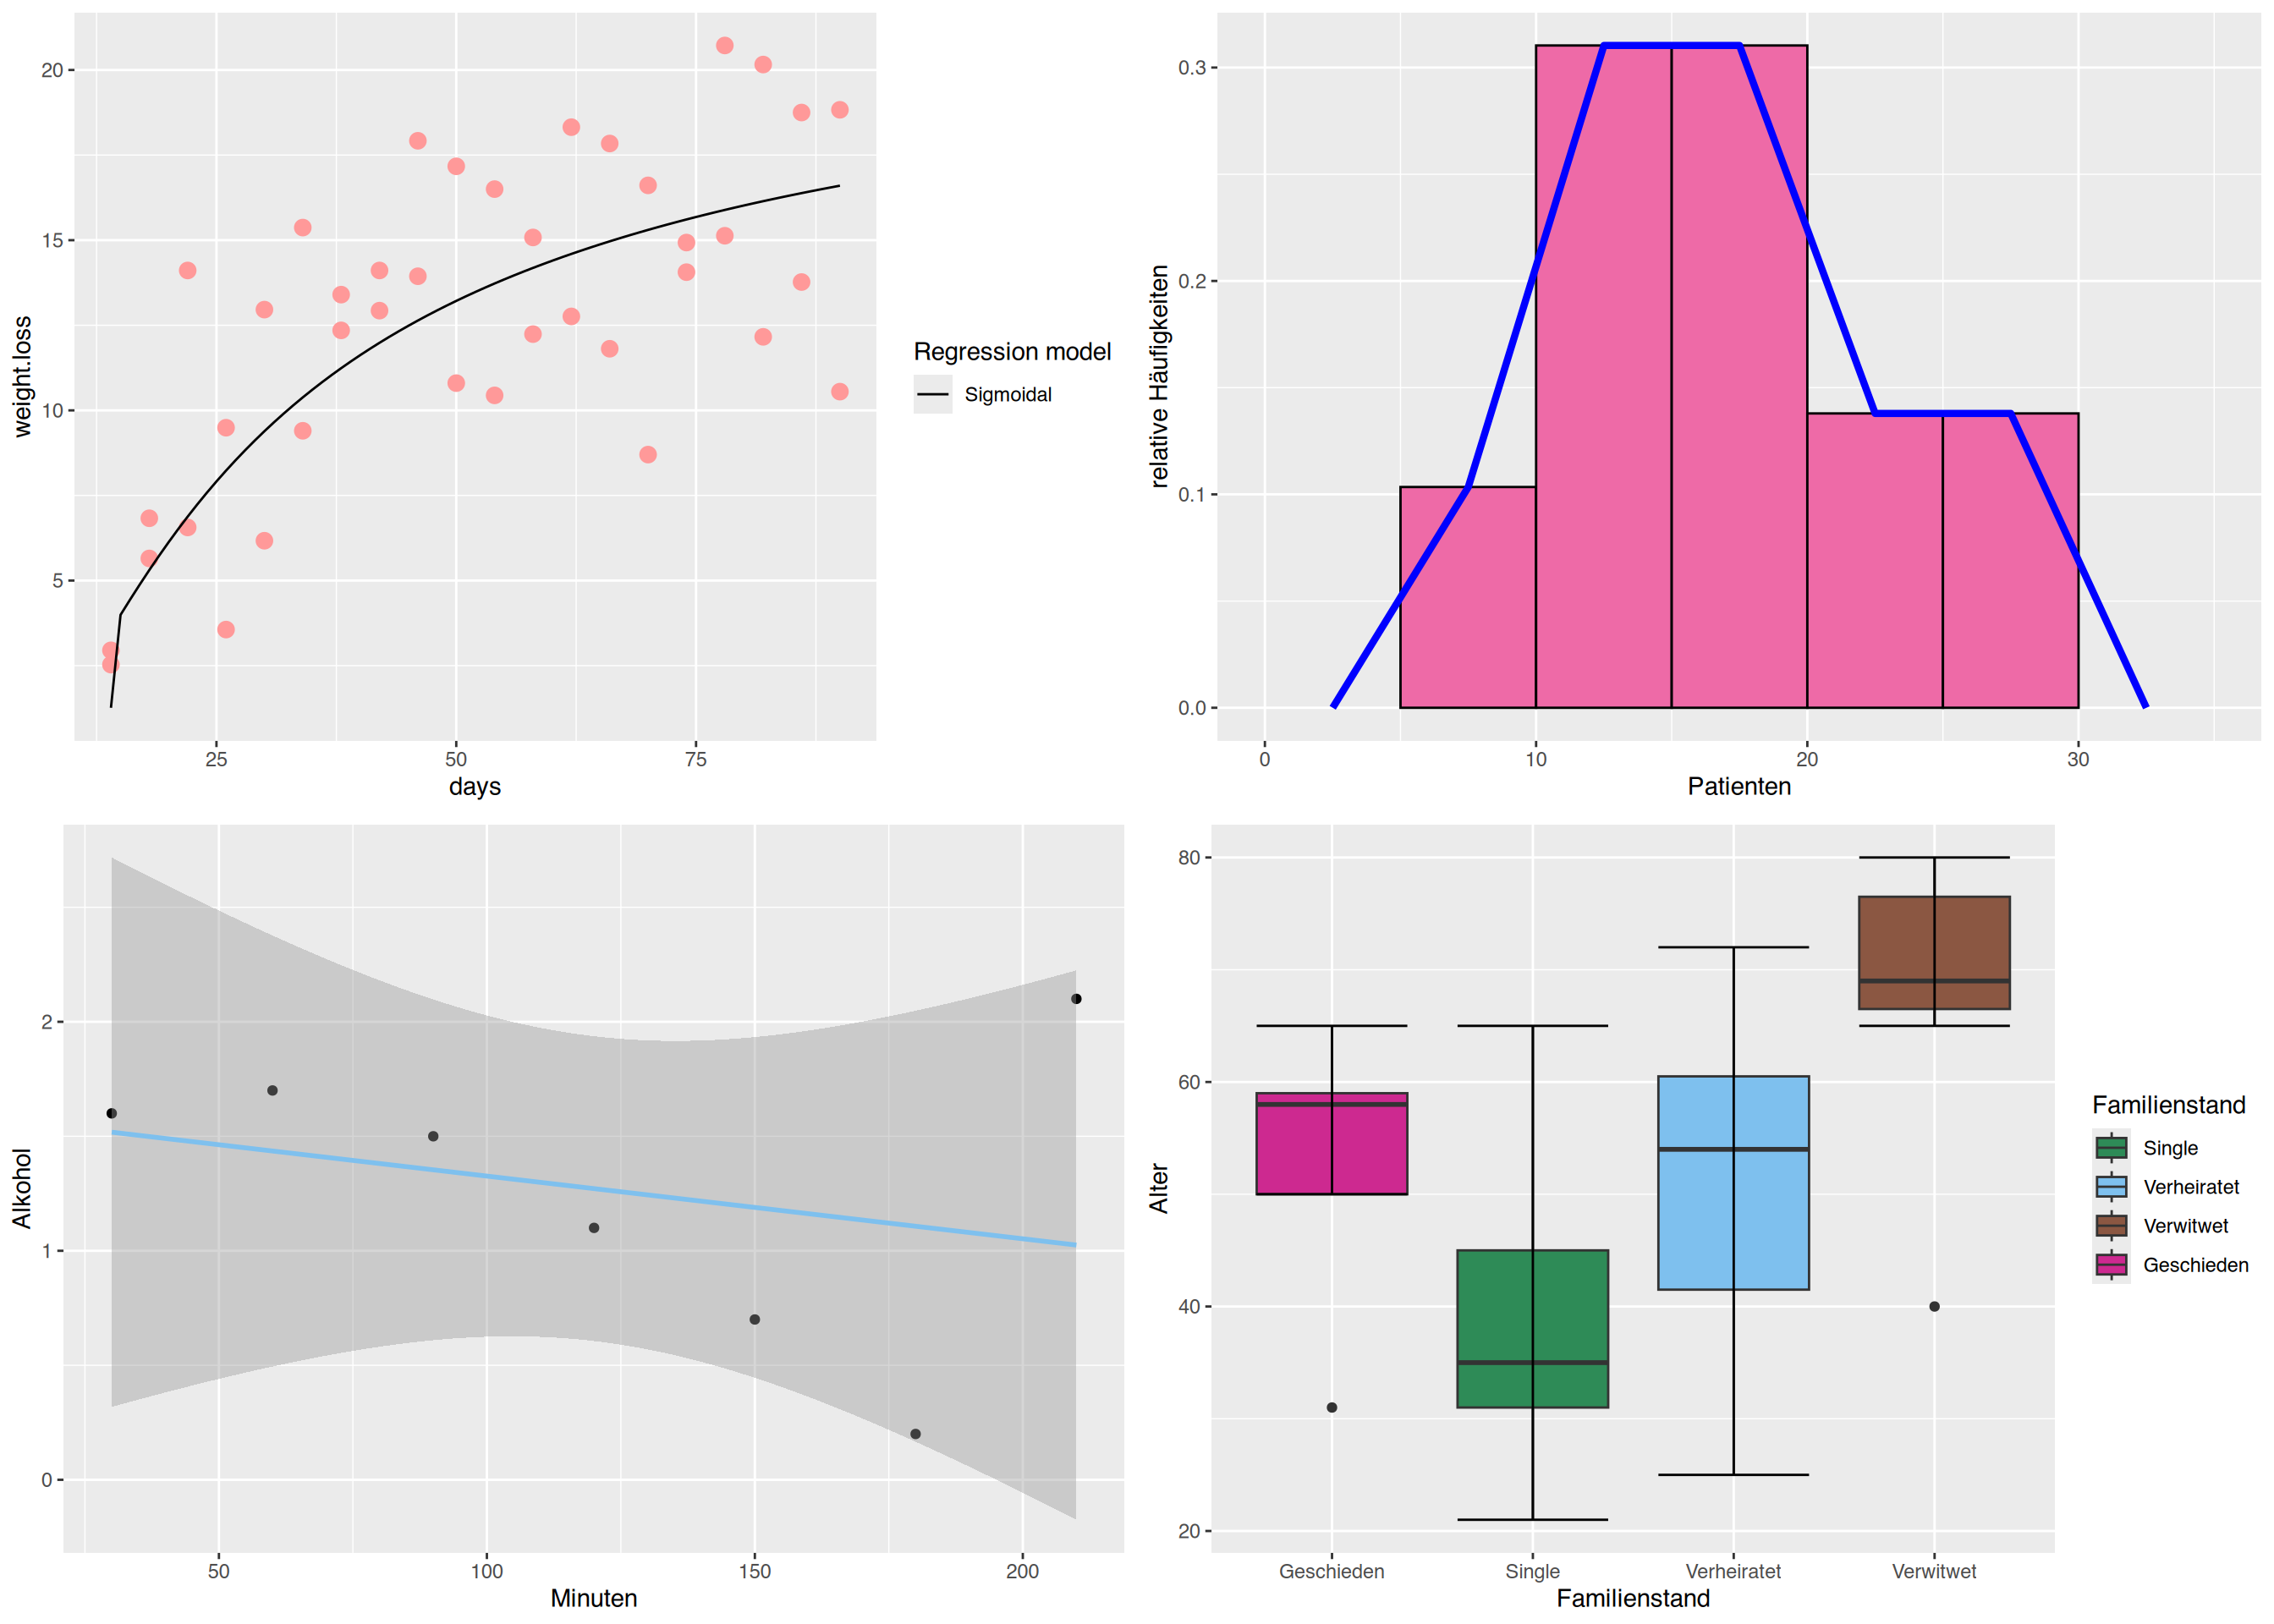 20
15
10
5
weight.loss
25 50 75
days
Regression model
Sigmoidal
0.3
0.2
0.1
0.0
relative Häufigkeiten
0 10 20 30
Patienten
2
1
0
Alkohol
50 100 150 200
Minuten
80
60
40
20
Alter
Geschieden Single Verheiratet Verwitwet
Familienstand
Familienstand
Single
Verheiratet
Verwitwet
Geschieden